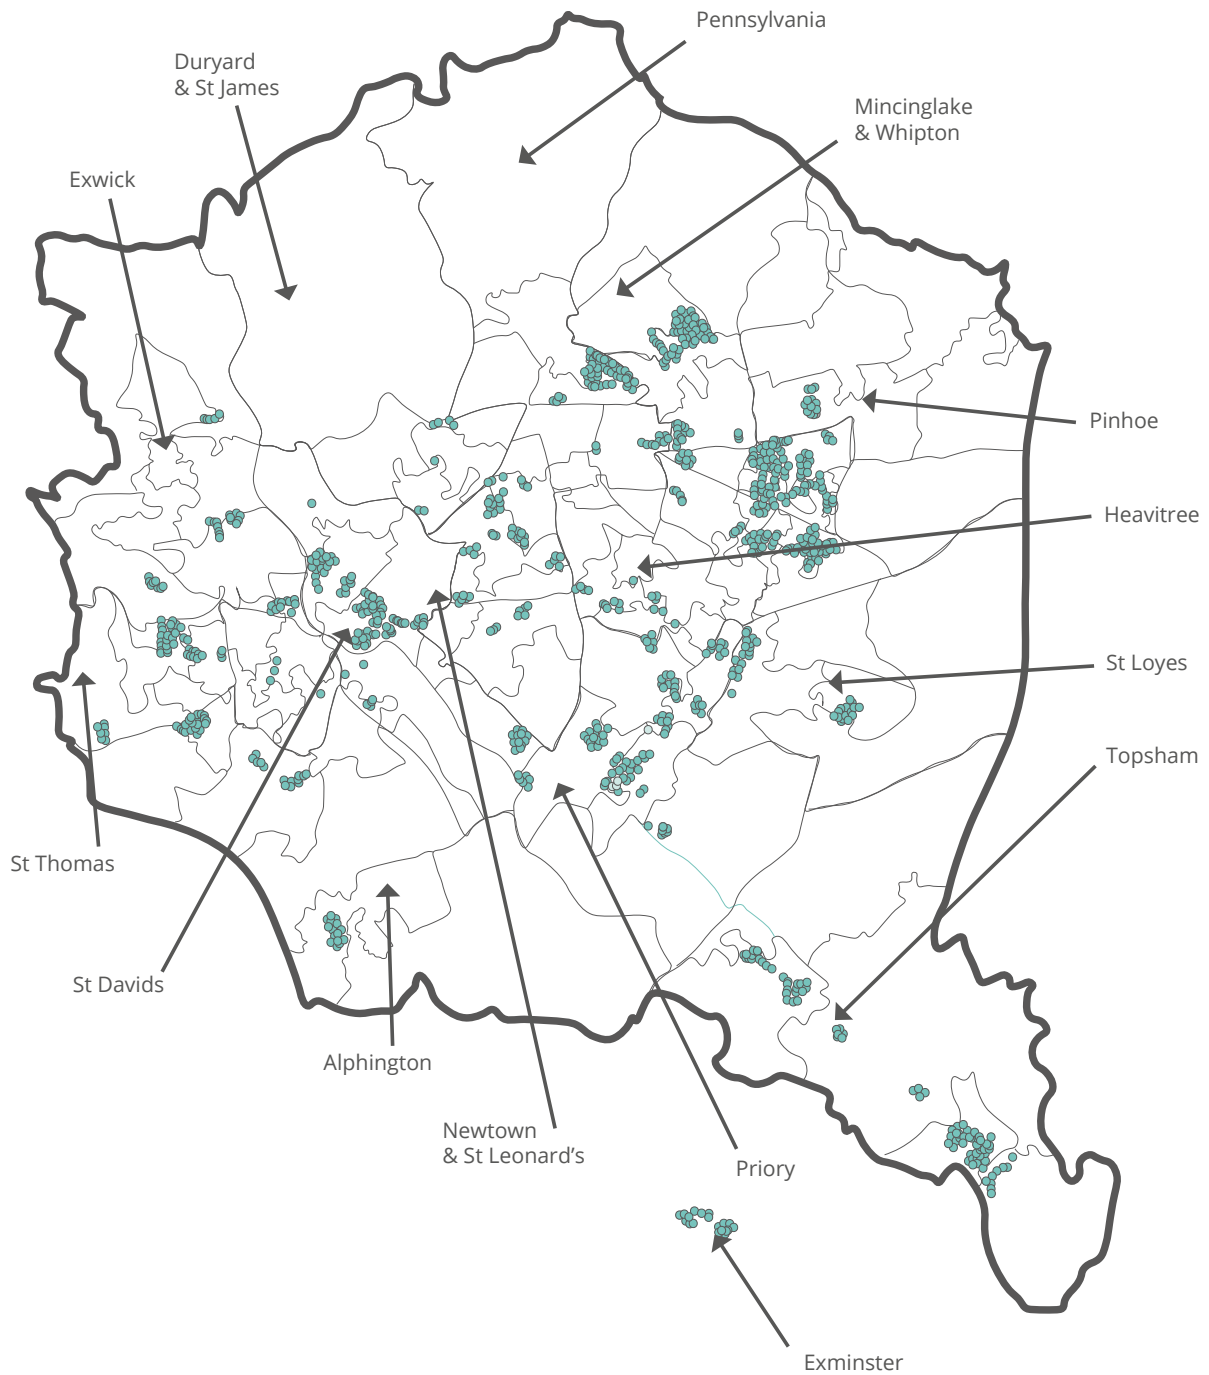 Pennsylvania
Duryard
& St James
Mincinglake
& Whipton
Exwick
Pinhoe
Heavitree
St Loyes
Topsham
St Thomas
St Davids
Alphington
Newtown
& St Leonard’s
Priory
Exminster